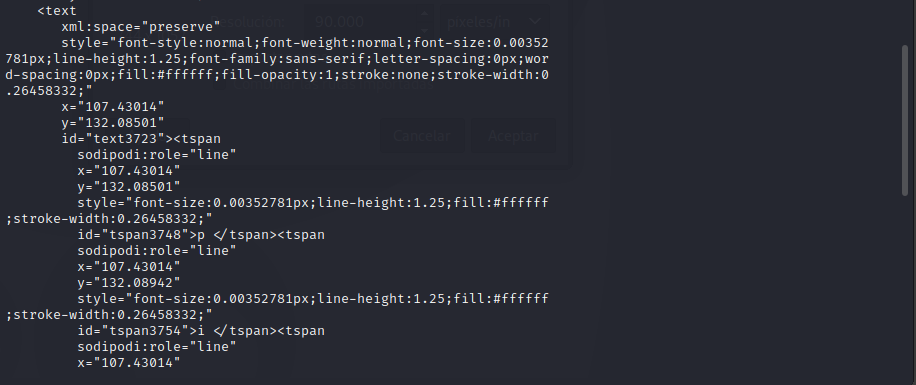 <text
xml:space="preserve"
style="font-style:normal;font-weight:normal;font-size:0.00352
781px;line-height:1.25;font-family:sans-serif;letter-spacing:0px;wor
d-spacing:0px;fill:#ffffff;fill-opacity:1;stroke:none;stroke-width:0
.26458332;"
x="107.43014"
y="132.08501"
id="text3723"><tspan
sodipodi:role="line"
x="107.43014"
y="132.08501"
style="font-size:0.00352781px;line-height:1.25;fill:#ffffff
;stroke-width:0.26458332;"
id="tspan3748">p </tspan><tspan
sodipodi:role="line"
x="107.43014"
y="132.08942"
style="font-size:0.00352781px;line-height:1.25;fill:#ffffff
;stroke-width:0.26458332;"
id="tspan3754">i </tspan><tspan
sodipodi:role="line"
x="107.43014"
esolución 90,000 píxeles/in
Cancelar Aceptar